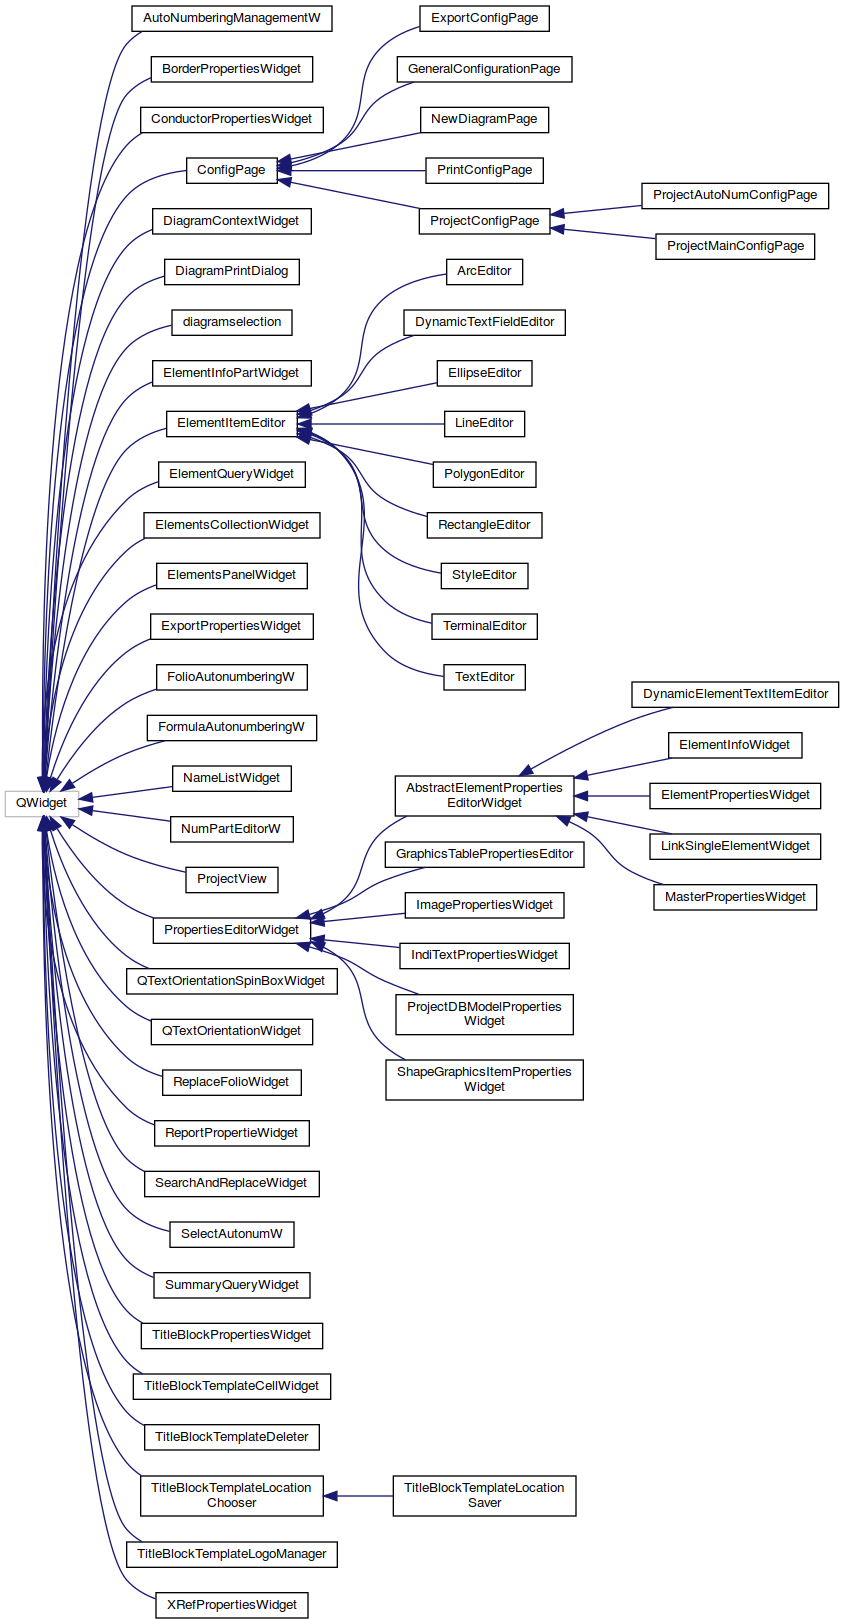 AutoNumberingManagementW
BorderPropertiesWidget
ConductorPropertiesWidget
ConfigPage
DiagramContextWidget
DiagramPrintDialog
diagramselection
ElementInfoPartWidget
ElementItemEditor
ElementQueryWidget
ElementsCollectionWidget
ElementsPanelWidget
ExportPropertiesWidget
FolioAutonumberingW
FormulaAutonumberingW
NameListWidget
QWidget
NumPartEditorW
ProjectView
PropertiesEditorWidget
QTextOrientationSpinBoxWidget
QTextOrientationWidget
ReplaceFolioWidget
ReportPropertieWidget
SearchAndReplaceWidget
SelectAutonumW
SummaryQueryWidget
TitleBlockPropertiesWidget
TitleBlockTemplateCellWidget
TitleBlockTemplateDeleter
TitleBlockTemplateLocation
Chooser
TitleBlockTemplateLogoManager
XRefPropertiesWidget
ExportConfigPage
GeneralConfigurationPage
NewDiagramPage
PrintConfigPage
ProjectConfigPage
ProjectAutoNumConfigPage
ProjectMainConfigPage
ArcEditor
DynamicTextFieldEditor
EllipseEditor
LineEditor
PolygonEditor
RectangleEditor
StyleEditor
TerminalEditor
TextEditor
AbstractElementProperties
EditorWidget
GraphicsTablePropertiesEditor
ImagePropertiesWidget
IndiTextPropertiesWidget
ProjectDBModelProperties
Widget
ShapeGraphicsItemProperties
Widget
DynamicElementTextItemEditor
ElementInfoWidget
ElementPropertiesWidget
LinkSingleElementWidget
MasterPropertiesWidget
TitleBlockTemplateLocation
Saver